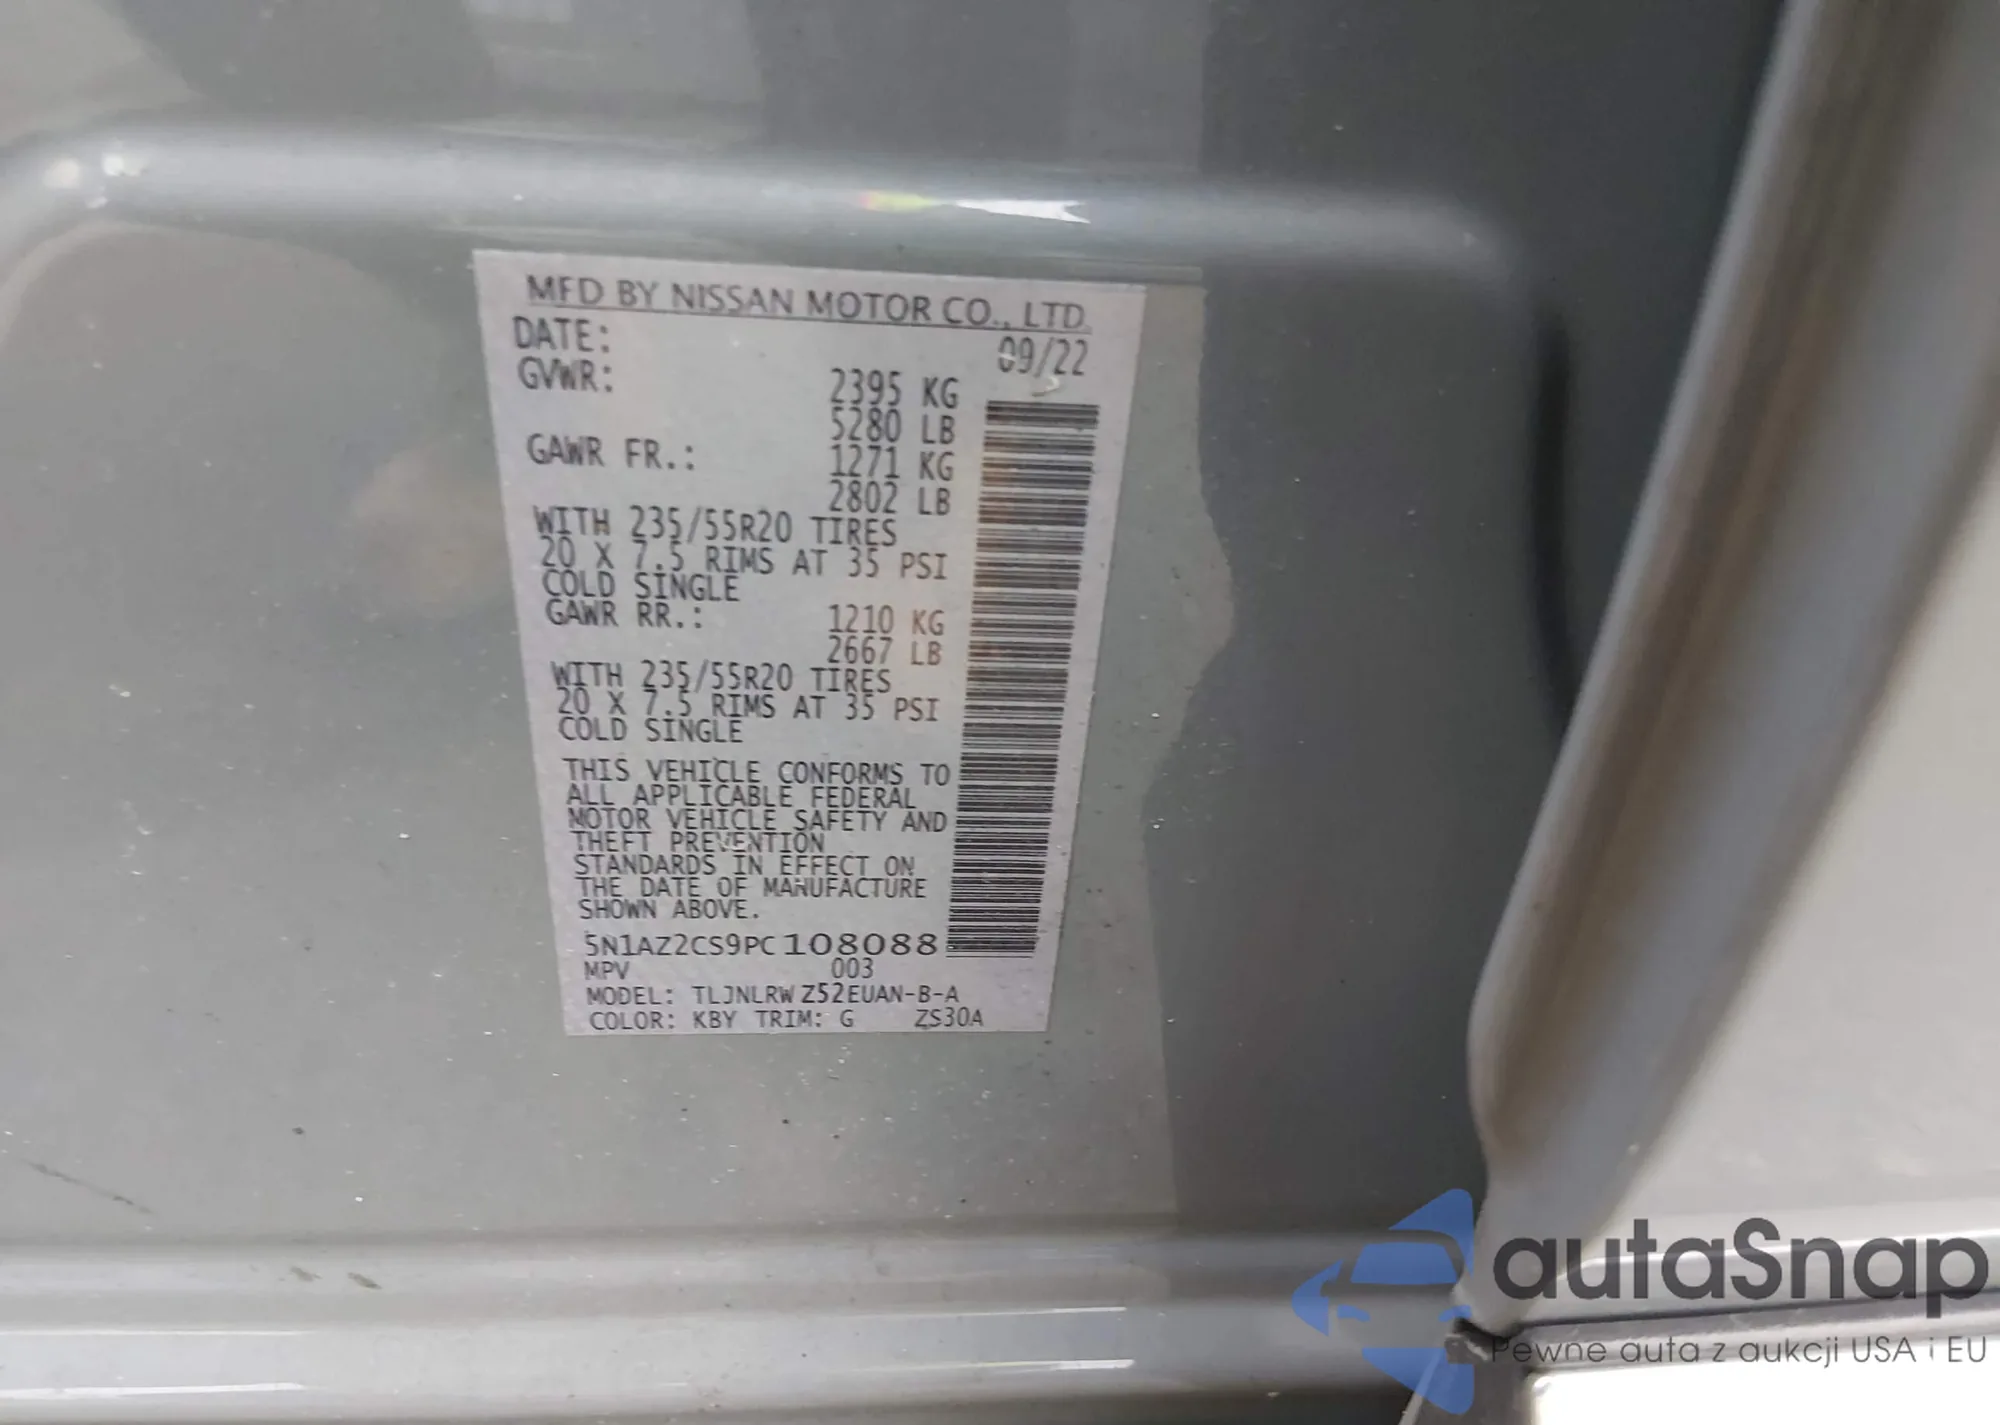 MFD BY NISSAN MOTOR CO., LTD.
DATE: 09/22
GVWR: 2395 KG
5280 LB
GAWR FR.: 1271 KG
2802 LB
WITH 235/55R20 TIRES
20 X 7.5 RIMS AT 35 PSI
COLD SINGLE
GAWR RR.: 1210 KG
2667 LB
WITH 235/55R20 TIRES
20 X 7.5 RIMS AT 35 PSI
COLD SINGLE
THIS VEHICLE CONFORMS TO
ALL APPLICABLE FEDERAL
MOTOR VEHICLE SAFETY AND
THEFT PREVENTION
STANDARDS IN EFFECT ON
THE DATE OF MANUFACTURE
SHOWN ABOVE.
5N1AZ2CS9PC108088
MPV 003
MODEL: TLJNLRWZ52EUAN-B-A
COLOR: KBY TRIM: G ZS30A
autaSnap
Pewne auta z aukcji USA i EU